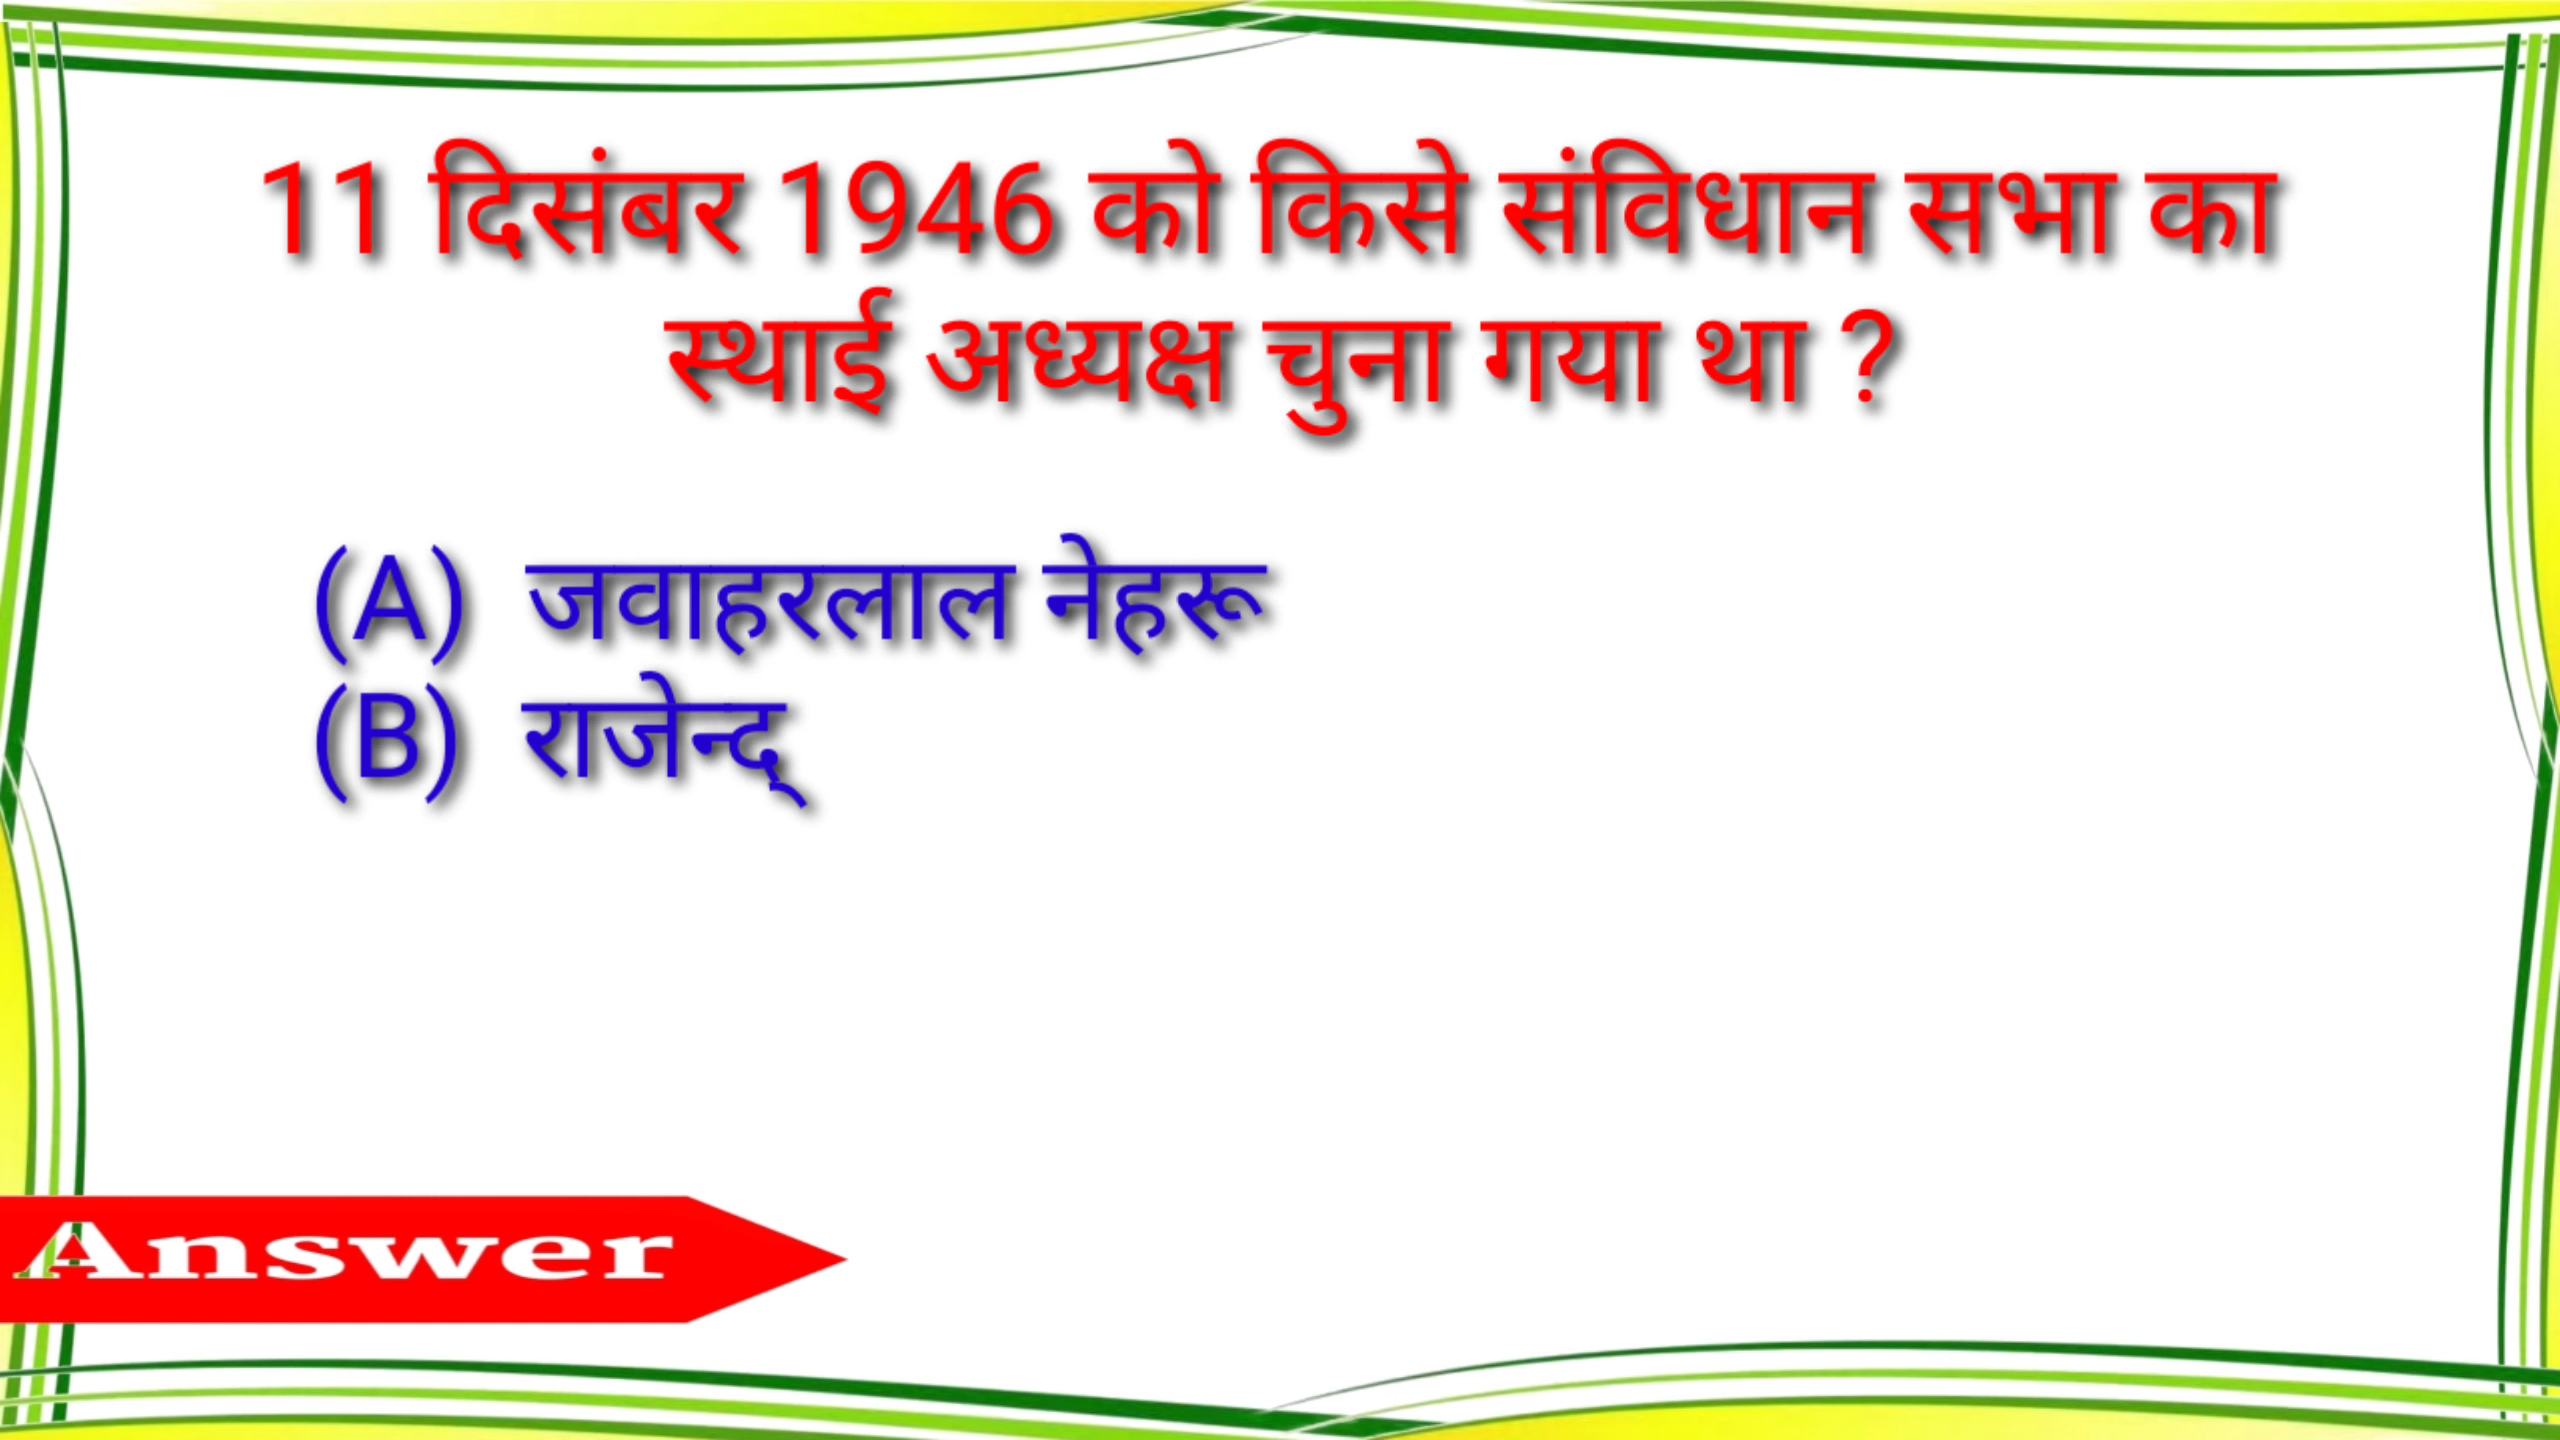 11 दिसंबर 1946 को किसे संविधान सभा का
स्थाई अध्यक्ष चुना गया था ?
(A) जवाहरलाल नेहरू
(B) राजेन्द्
Answer